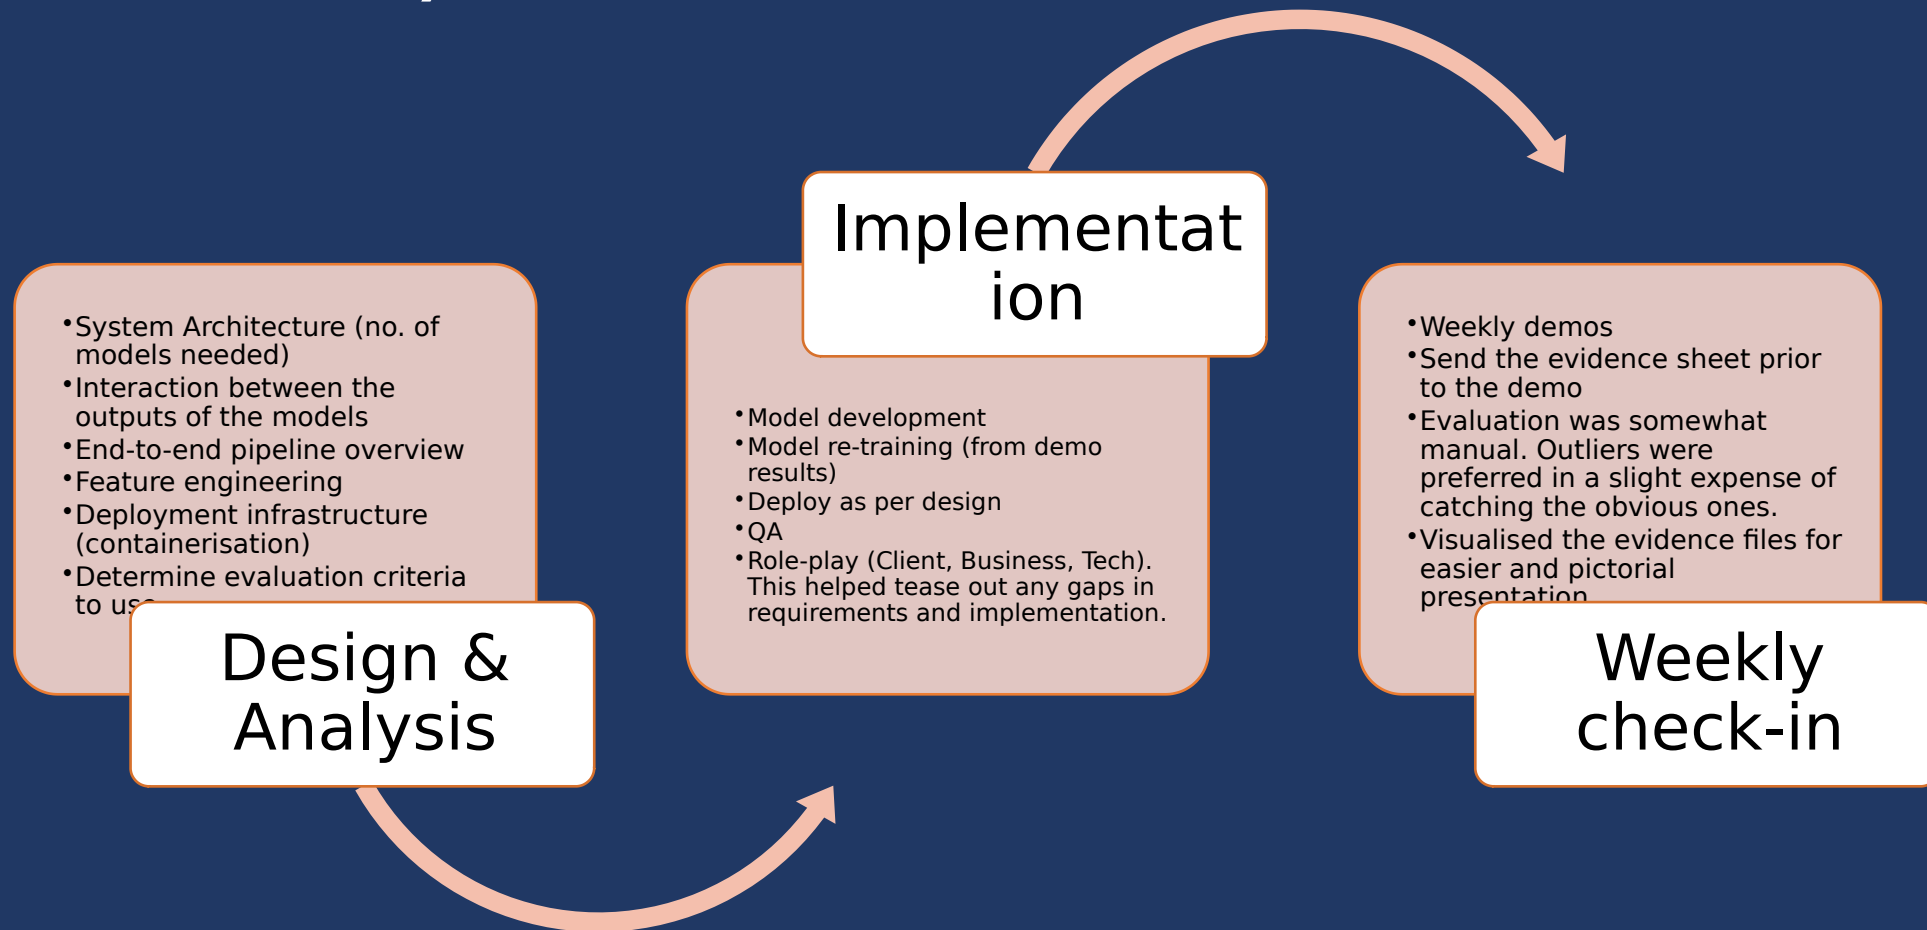 •System Architecture (no. of
models needed)
•Interaction between the
outputs of the models
•End-to-end pipeline overview
•Feature engineering
•Deployment infrastructure
(containerisation)
•Determine evaluation criteria
to use
Design &
Analysis
Implementat
ion
•Model development
•Model re-training (from demo
results)
•Deploy as per design
•QA
•Role-play (Client, Business, Tech).
This helped tease out any gaps in
requirements and implementation.
•Weekly demos
•Send the evidence sheet prior
to the demo
•Evaluation was somewhat
manual. Outliers were
preferred in a slight expense of
catching the obvious ones.
•Visualised the evidence files for
easier and pictorial
presentation
Weekly
check-in